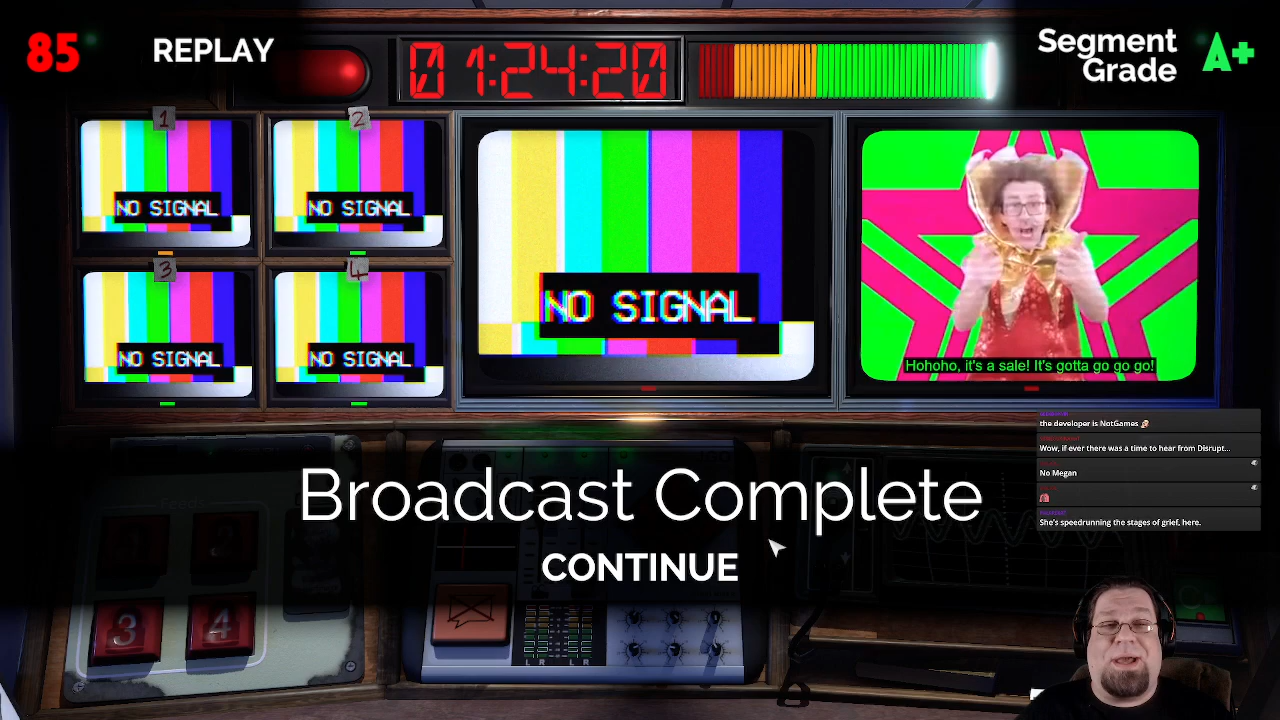 85
REPLAY
01:24:20
Segment
Grade
A+
1
2
NO SIGNAL
NO SIGNAL
3
4
NO SIGNAL
NO SIGNAL
NO SIGNAL
Hohoho, it's a sale! It's gotta go go go!
the developer is NotGames
Wow, if ever there was a time to hear from Disrupt...
No Megan
She's speedrunning the stages of grief, here.
Broadcast Complete
CONTINUE
1
2
3
4
L R L R